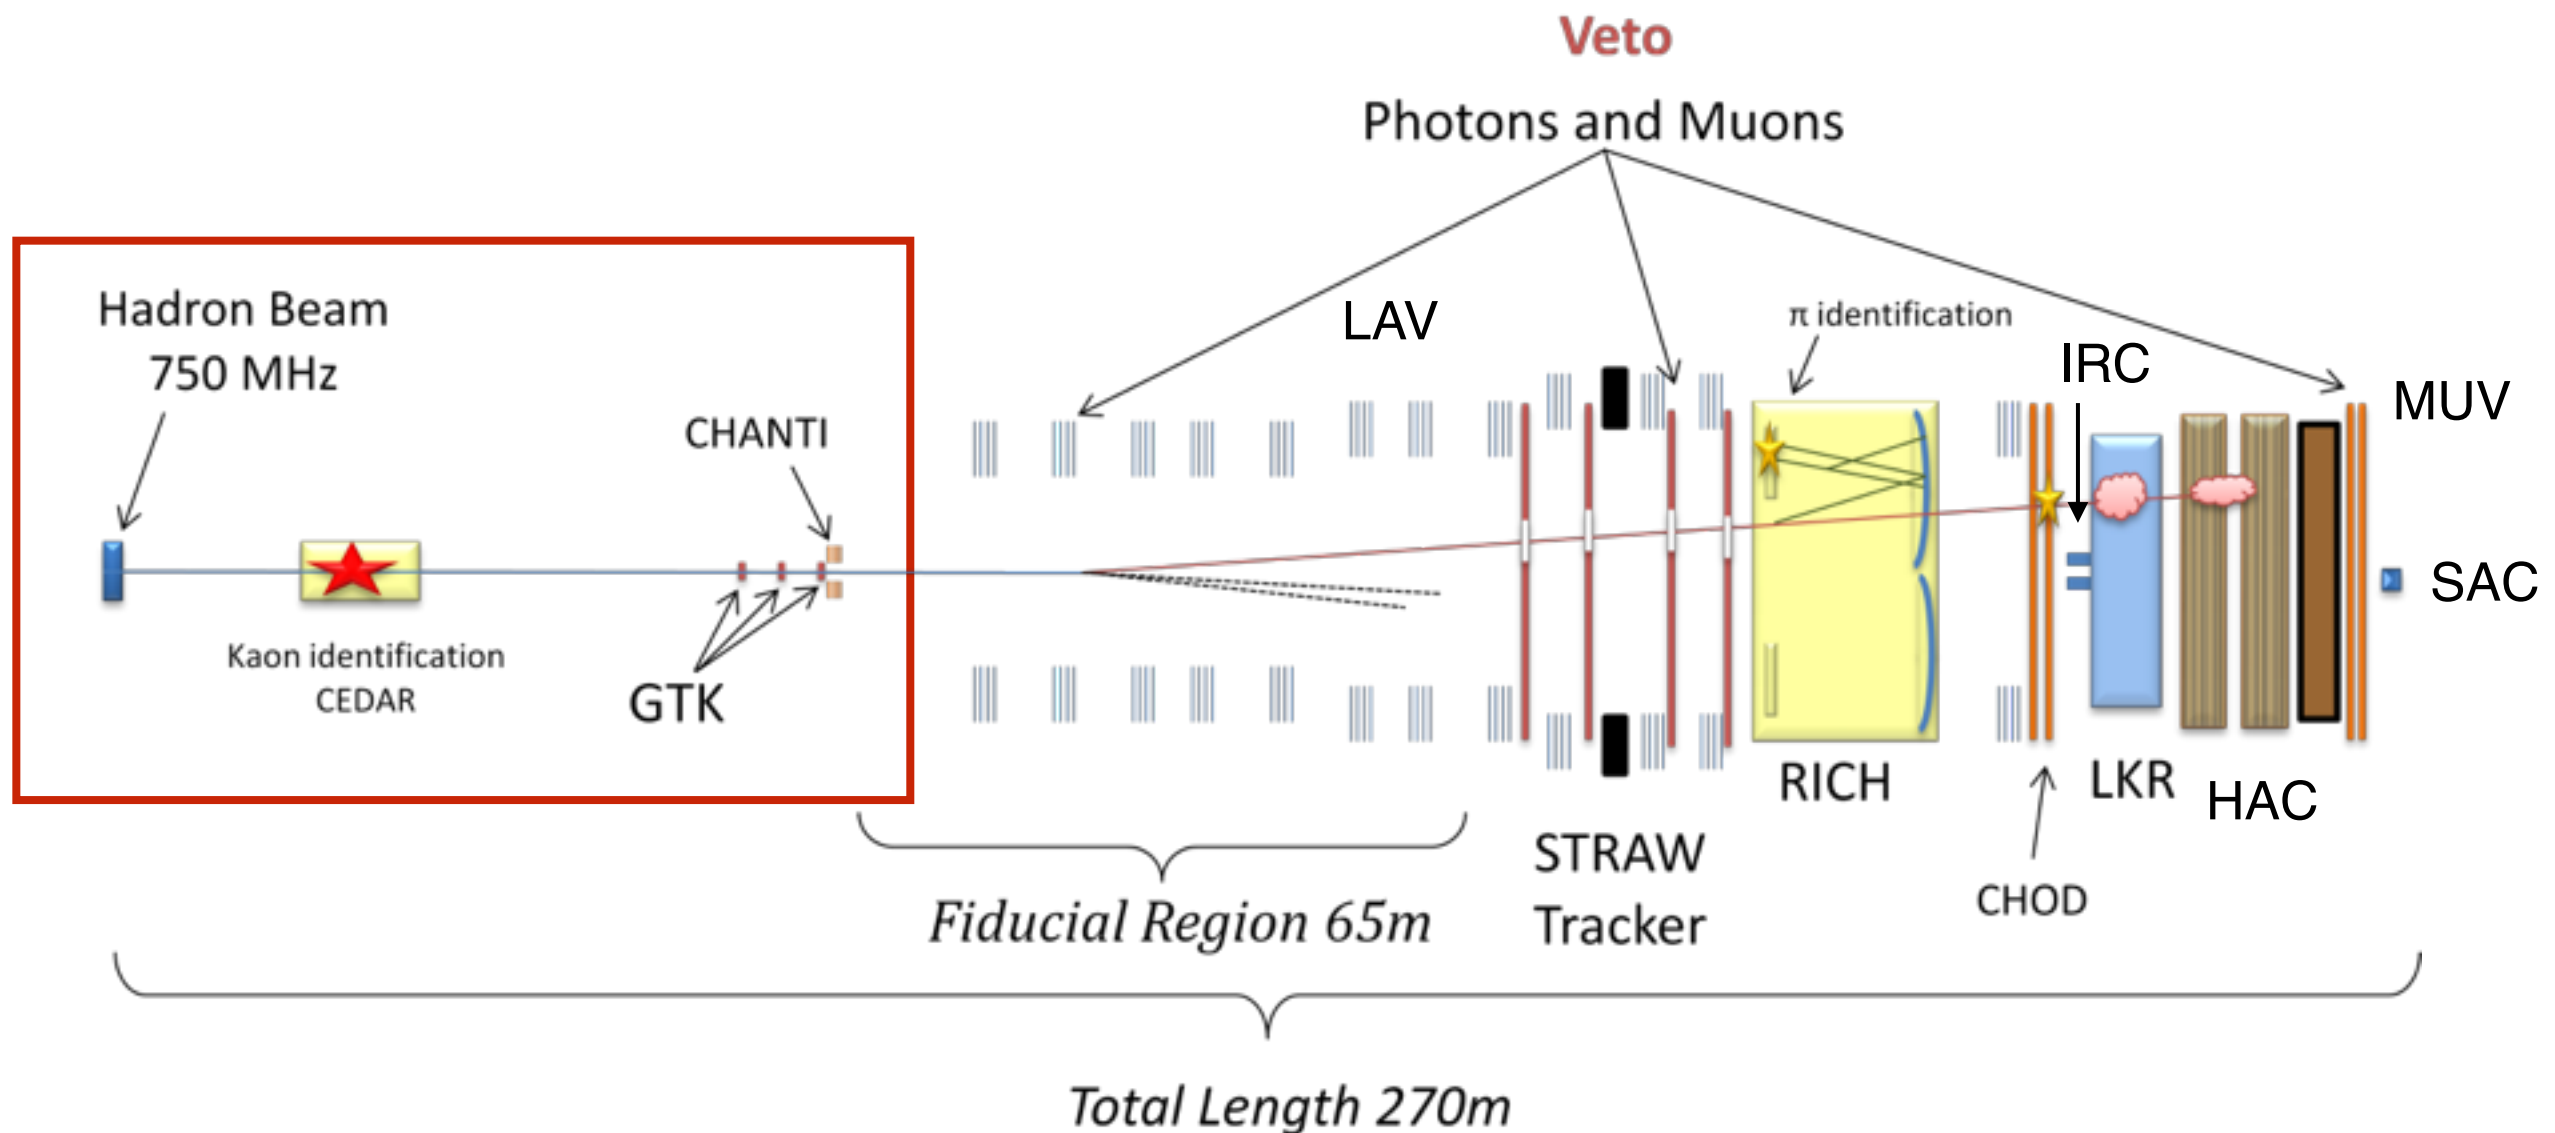 Veto
Photons and Muons
Hadron Beam
750 MHz
LAV
π identification
IRC
MUV
CHANTI
SAC
Kaon identification
CEDAR
GTK
RICH
LKR
HAC
STRAW
Tracker
CHOD
Fiducial Region 65m
Total Length 270m